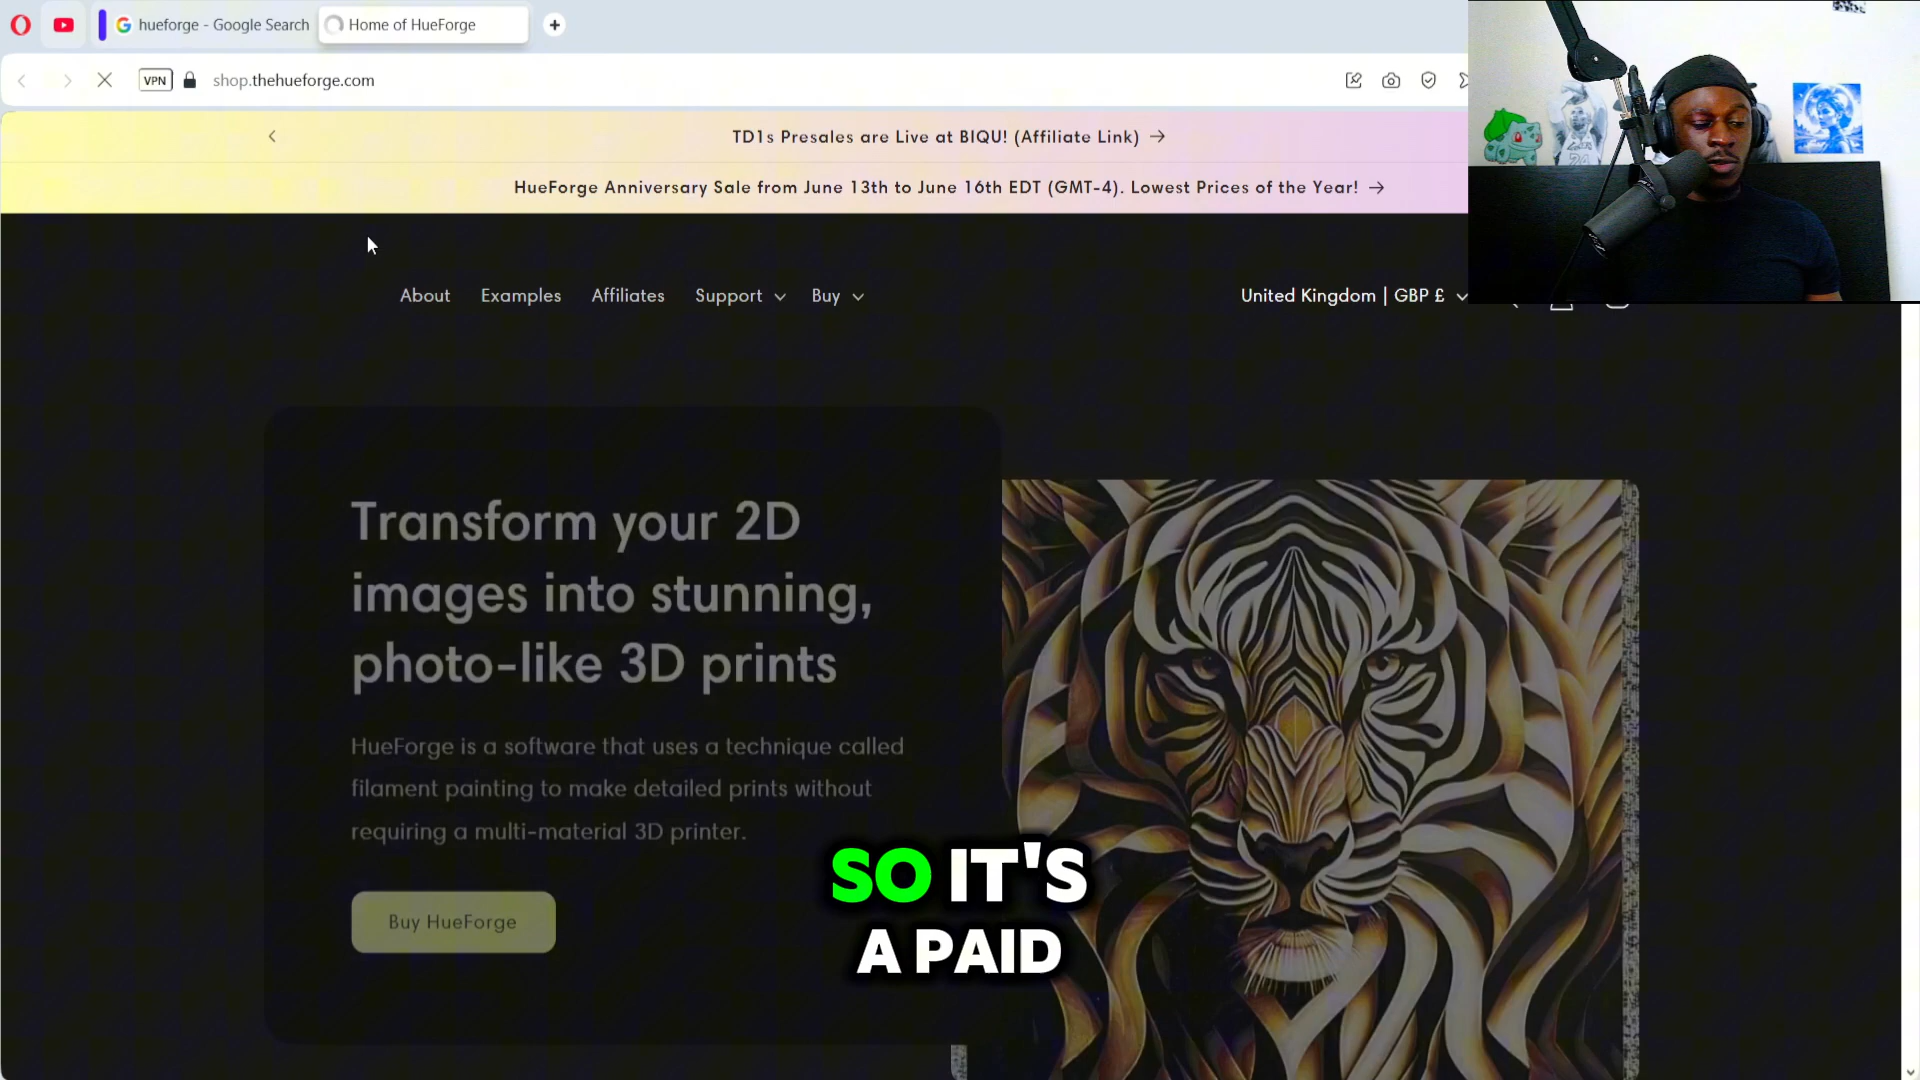 hueforge - Google Search
Home of HueForge
VPN
shop.thehueforge.com
TD1s Presales are Live at BIQU! (Affiliate Link) →
HueForge Anniversary Sale from June 13th to June 16th EDT (GMT-4). Lowest Prices of the Year! →
About Examples Affiliates Support Buy
United Kingdom | GBP £
Transform your 2D
images into stunning,
photo-like 3D prints
HueForge is a software that uses a technique called
filament painting to make detailed prints without
requiring a multi-material 3D printer.
Buy HueForge
SO IT'S
A PAID